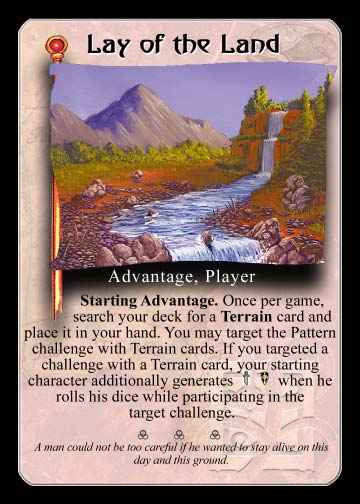 Lay of the Land
Advantage, Player
Starting Advantage. Once per game,
search your deck for a Terrain card and
place it in your hand. You may target the Pattern
challenge with Terrain cards. If you targeted a
challenge with a Terrain card, your starting
character additionally generates when he
rolls his dice while participating in the
target challenge.
A man could not be too careful if he wanted to stay alive on this
day and this ground.